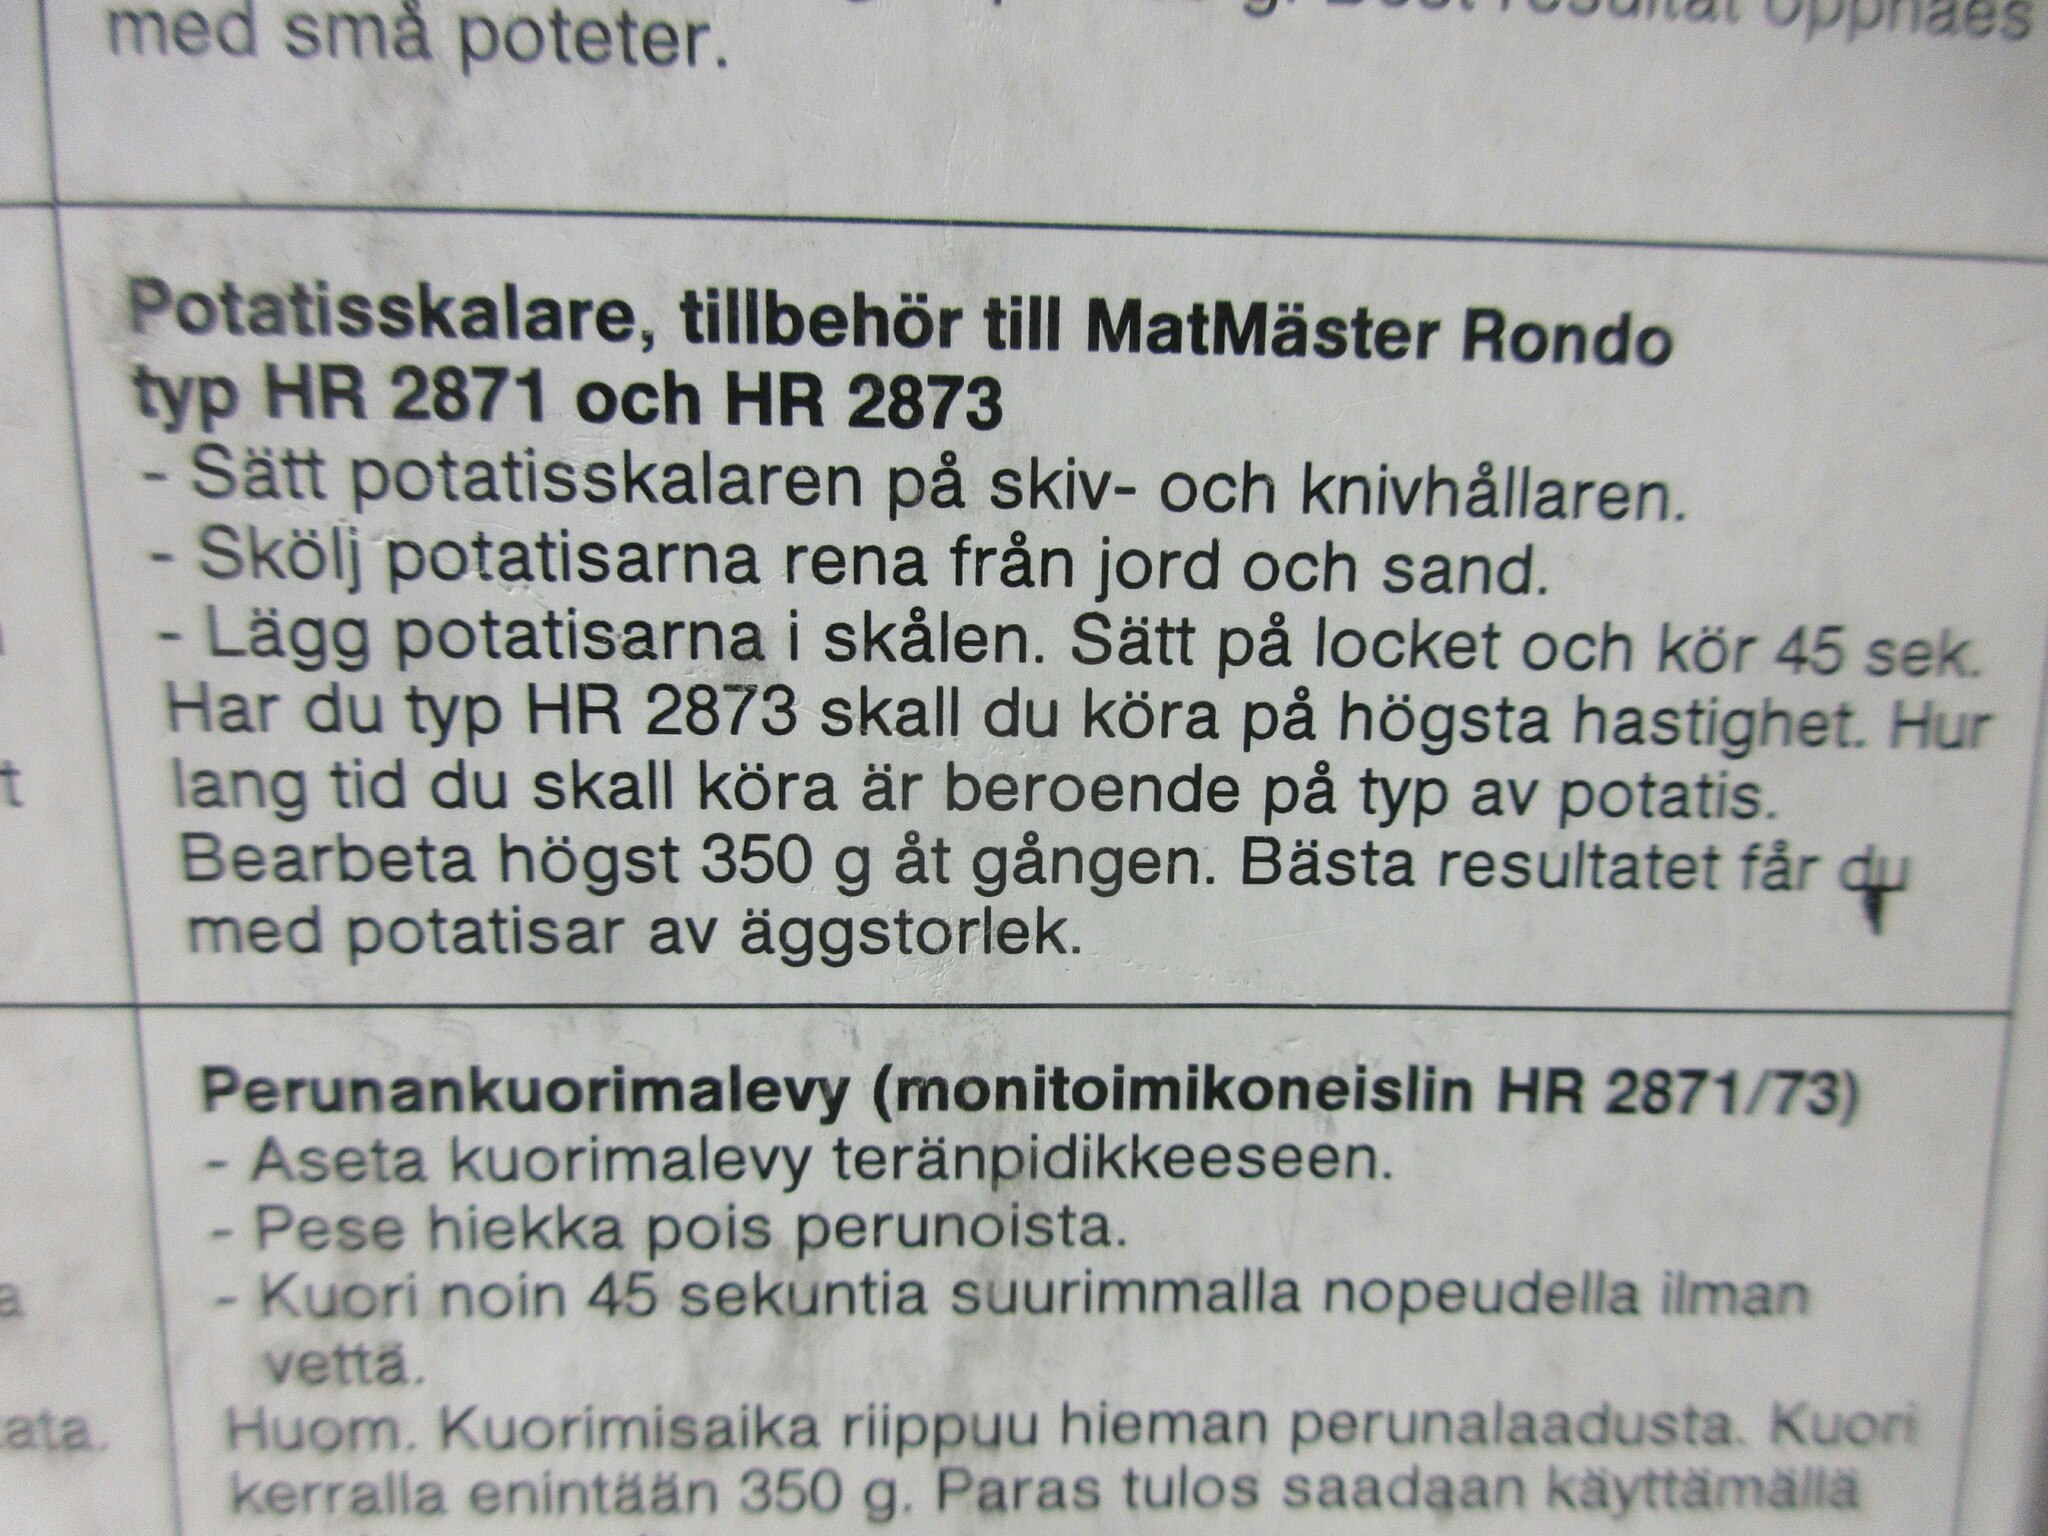 g. Best resultat oppnaes
med små poteter.
Potatisskalare, tillbehör till MatMäster Rondo
typ HR 2871 och HR 2873
- Sätt potatisskalaren på skiv- och knivhållaren.
- Skölj potatisarna rena från jord och sand.
- Lägg potatisarna i skålen. Sätt på locket och kör 45 sek.
Har du typ HR 2873 skall du köra på högsta hastighet. Hur
lang tid du skall köra är beroende på typ av potatis.
Bearbeta högst 350 g åt gången. Bästa resultatet får du
med potatisar av äggstorlek.
Perunankuorimalevy (monitoimikoneislin HR 2871/73)
- Aseta kuorimalevy teränpidikkeeseen.
- Pese hiekka pois perunoista.
- Kuori noin 45 sekuntia suurimmalla nopeudella ilman
vettä.
Huom. Kuorimisaika riippuu hieman perunalaadusta. Kuori
kerralla enintään 350 g. Paras tulos saadaan käyttämällä